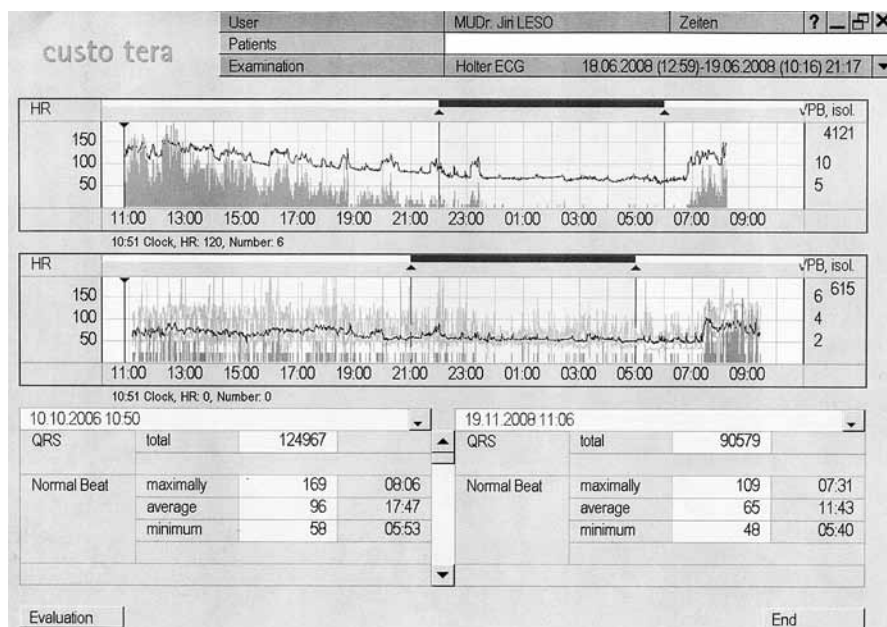 custo tera
User MUDr. Jiri LESO Zeiten ?
Patients
Examination Holter ECG 18.06.2008 (12:59)-19.06.2008 (10:16) 21:17
HR VPB, isol.
150 4121
100 10
50 5
11:00 13:00 15:00 17:00 19:00 21:00 23:00 01:00 03:00 05:00 07:00 09:00
10:51 Clock, HR: 120, Number: 6
HR VPB, isol.
150 6 615
100 4
50 2
11:00 13:00 15:00 17:00 19:00 21:00 23:00 01:00 03:00 05:00 07:00 09:00
10:51 Clock, HR: 0, Number: 0
10.10.2006 10:50 19.11.2008 11:06
QRS total 124967 QRS total 90579
Normal Beat maximally 169 08:06 Normal Beat maximally 109 07:31
average 96 17:47 average 65 11:43
minimum 58 05:53 minimum 48 05:40
Evaluation End